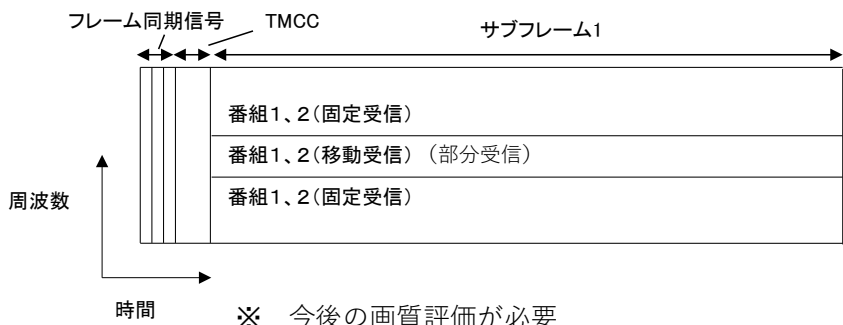 フレーム同期信号
TMCC
サブフレーム1
番組1、2(固定受信)
番組1、2(移動受信)(部分受信)
番組1、2(固定受信)
周波数
時間
※ 今後の画質評価が必要